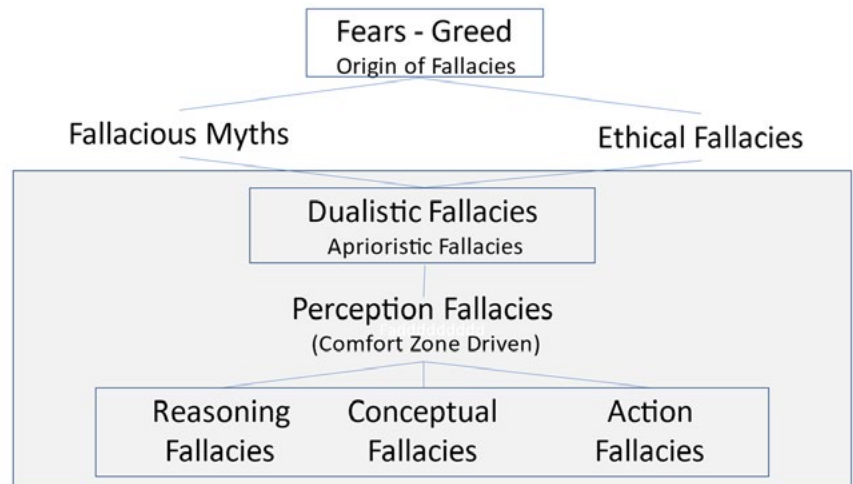 Fears - Greed
Origin of Fallacies
Fallacious Myths
Ethical Fallacies
Dualistic Fallacies
Aprioristic Fallacies
Perception Fallacies
(Comfort Zone Driven)
Reasoning Conceptual Action
Fallacies Fallacies Fallacies